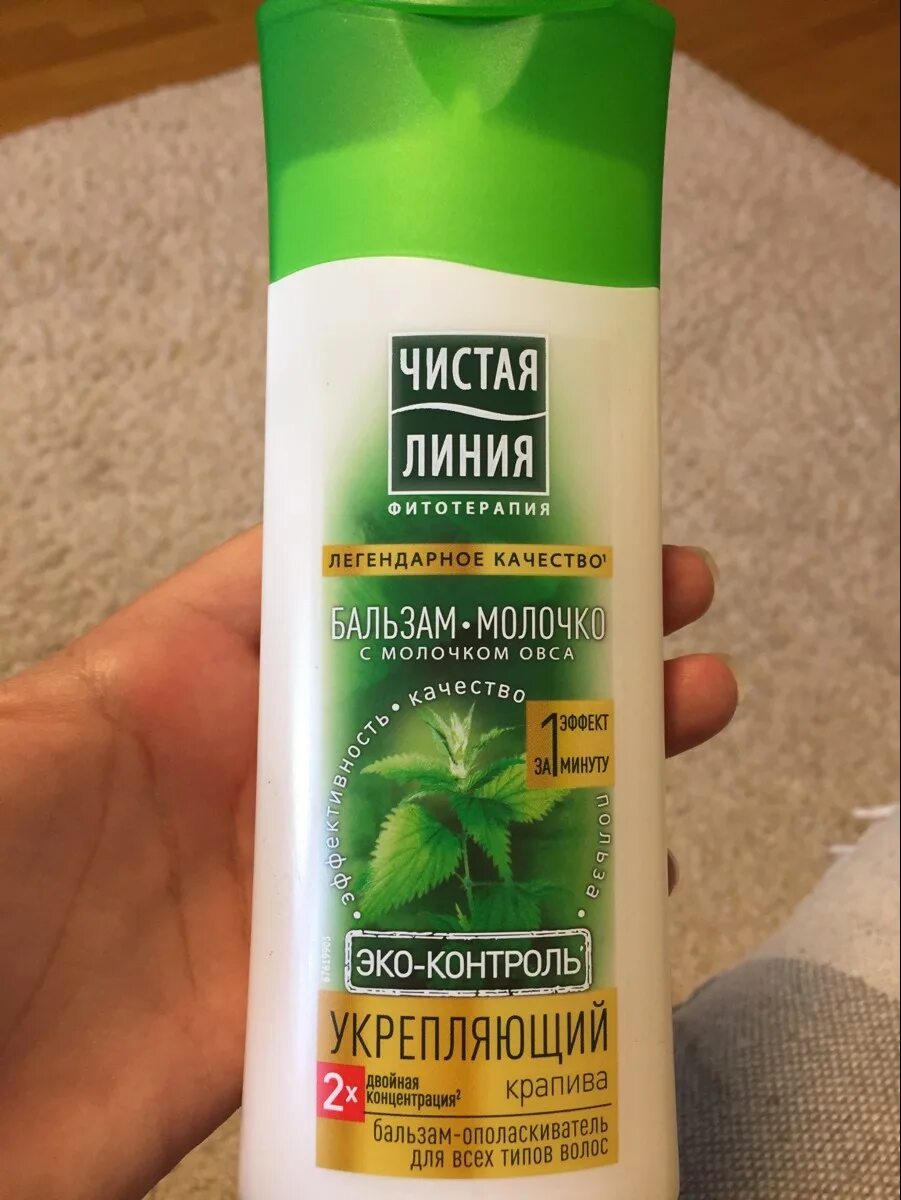 ЧИСТАЯ
ЛИНИЯ
ФИТОТЕРАПИЯ
ЛЕГЕНДАРНОЕ КАЧЕСТВО¹
БАЛЬЗАМ • МОЛОЧКО
С МОЛОЧКОМ ОВСА
• эффективность • качество
польза •
1 ЭФФЕКТ
ЗА МИНУТУ
ЭКО-КОНТРОЛЬ
67619903
УКРЕПЛЯЮЩИЙ
2x двойная
концентрация²
крапива
бальзам-ополаскиватель
для всех типов волос